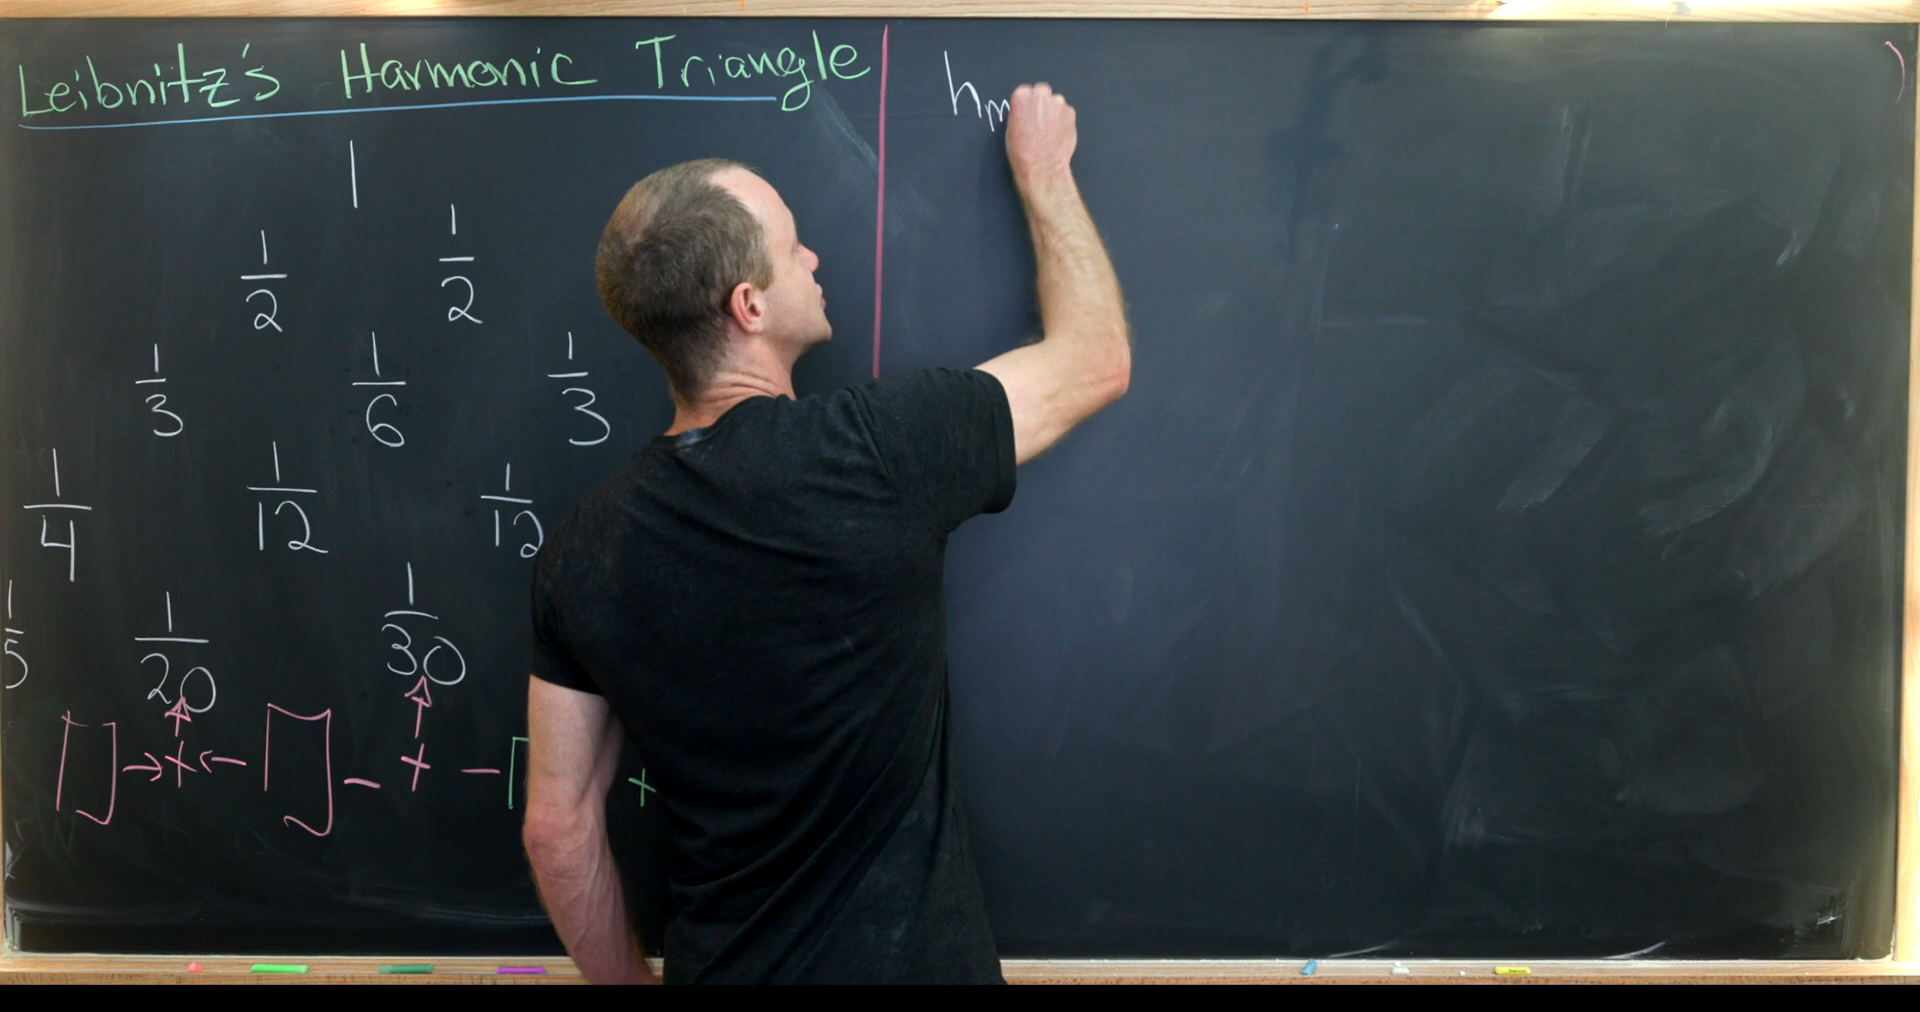 Leibnitz's Harmonic Triangle
1
1/2 1/2
1/3 1/6 1/3
1/4 1/12 1/12
1/5 1/20 1/30
[] → + ← [] - + - +
h